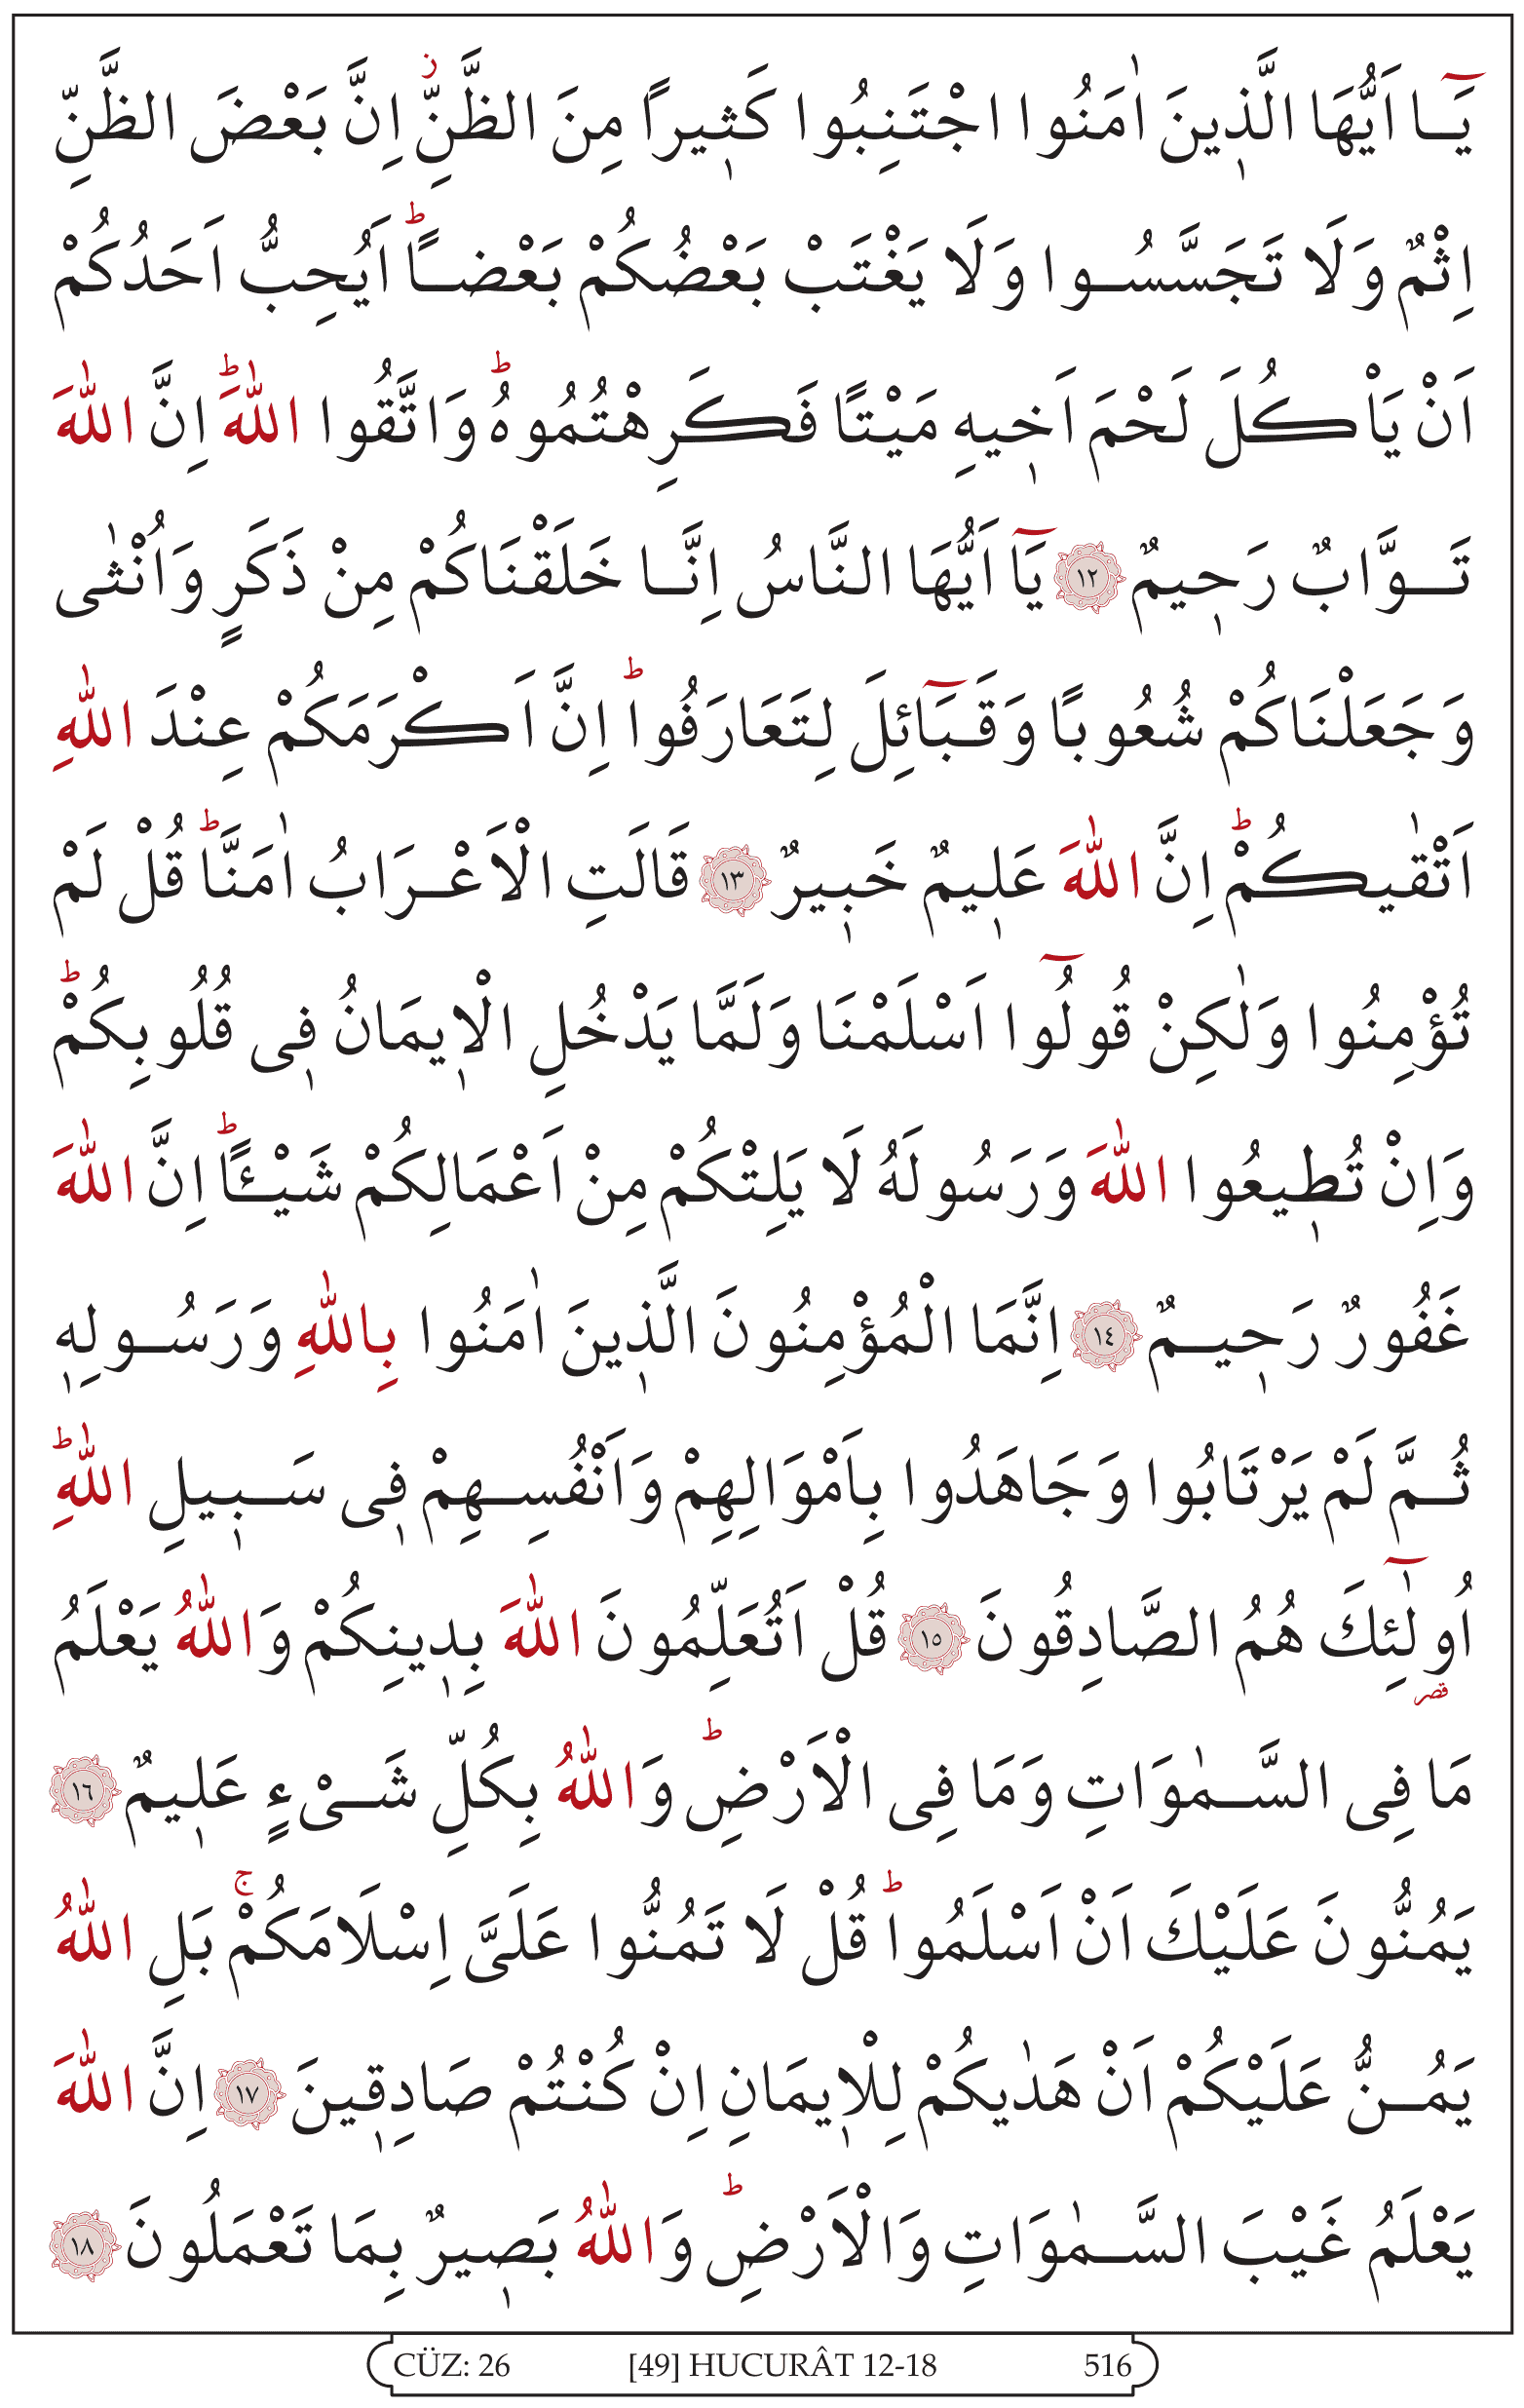 يَٓا اَيُّهَا الَّذ۪ينَ اٰمَنُوا اجْتَنِبُوا كَث۪يراً مِنَ الظَّنِّۘ اِنَّ بَعْضَ الظَّنِّ
اِثْمٌ وَلَا تَجَسَّسُوا وَلَا يَغْتَبْ بَعْضُكُمْ بَعْضاًۜ اَيُحِبُّ اَحَدُكُمْ
اَنْ يَأْكُلَ لَحْمَ اَخ۪يهِ مَيْتاً فَكَرِهْتُمُوهُۜ وَاتَّقُوا اللّٰهَۜ اِنَّ اللّٰهَ
تَوَّابٌ رَح۪يمٌ ﴿١٢﴾ يَٓا اَيُّهَا النَّاسُ اِنَّا خَلَقْنَاكُمْ مِنْ ذَكَرٍ وَاُنْثٰى
وَجَعَلْنَاكُمْ شُعُوباً وَقَبَٓائِلَ لِتَعَارَفُواۜ اِنَّ اَكْرَمَكُمْ عِنْدَ اللّٰهِ
اَتْقٰيكُمْۜ اِنَّ اللّٰهَ عَل۪يمٌ خَب۪يرٌ ﴿١٣﴾ قَالَتِ الْاَعْرَابُ اٰمَنَّاۜ قُلْ لَمْ
تُؤْمِنُوا وَلٰكِنْ قُولُٓوا اَسْلَمْنَا وَلَمَّا يَدْخُلِ الْا۪يمَانُ ف۪ي قُلُوبِكُمْۜ
وَاِنْ تُط۪يعُوا اللّٰهَ وَرَسُولَهُ لَا يَلِتْكُمْ مِنْ اَعْمَالِكُمْ شَيْـٔاًۜ اِنَّ اللّٰهَ
غَفُورٌ رَح۪يمٌ ﴿١٤﴾ اِنَّمَا الْمُؤْمِنُونَ الَّذ۪ينَ اٰمَنُوا بِاللّٰهِ وَرَسُولِه۪
ثُمَّ لَمْ يَرْتَابُوا وَجَاهَدُوا بِاَمْوَالِهِمْ وَاَنْفُسِهِمْ ف۪ي سَب۪يلِ اللّٰهِۜ
اُو۬لٰٓئِكَ هُمُ الصَّادِقُونَ ﴿١٥﴾ قُلْ اَتُعَلِّمُونَ اللّٰهَ بِد۪ينِكُمْ وَاللّٰهُ يَعْلَمُ
مَا فِي السَّمٰوَاتِ وَمَا فِي الْاَرْضِۜ وَاللّٰهُ بِكُلِّ شَيْءٍ عَل۪يمٌ ﴿١٦﴾
يَمُنُّونَ عَلَيْكَ اَنْ اَسْلَمُواۜ قُلْ لَا تَمُنُّوا عَلَيَّ اِسْلَامَكُمْۚ بَلِ اللّٰهُ
يَمُنُّ عَلَيْكُمْ اَنْ هَدٰيكُمْ لِلْا۪يمَانِ اِنْ كُنْتُمْ صَادِق۪ينَ ﴿١٧﴾ اِنَّ اللّٰهَ
يَعْلَمُ غَيْبَ السَّمٰوَاتِ وَالْاَرْضِۜ وَاللّٰهُ بَص۪يرٌ بِمَا تَعْمَلُونَ ﴿١٨﴾
CÜZ: 26 [49] HUCURÂT 12-18 516